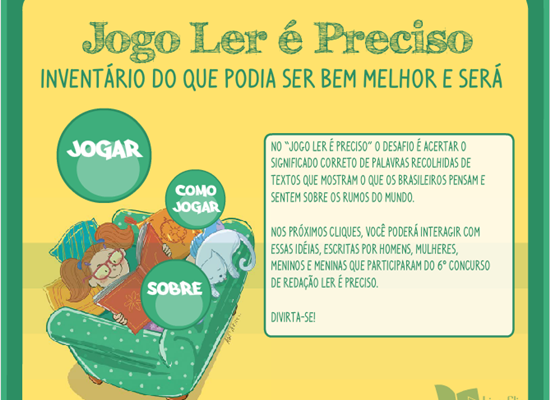 Jogo Ler é Preciso
INVENTÁRIO DO QUE PODIA SER BEM MELHOR E SERÁ
JOGAR
COMO
JOGAR
SOBRE
NO "JOGO LER É PRECISO" O DESAFIO É ACERTAR O
SIGNIFICADO CORRETO DE PALAVRAS RECOLHIDAS DE
TEXTOS QUE MOSTRAM O QUE OS BRASILEIROS PENSAM E
SENTEM SOBRE OS RUMOS DO MUNDO.
NOS PRÓXIMOS CLIQUES, VOCÊ PODERÁ INTERAGIR COM
ESSAS IDÉIAS, ESCRITAS POR HOMENS, MULHERES,
MENINOS E MENINAS QUE PARTICIPARAM DO 6º CONCURSO
DE REDAÇÃO LER É PRECISO.
DIVIRTA-SE!